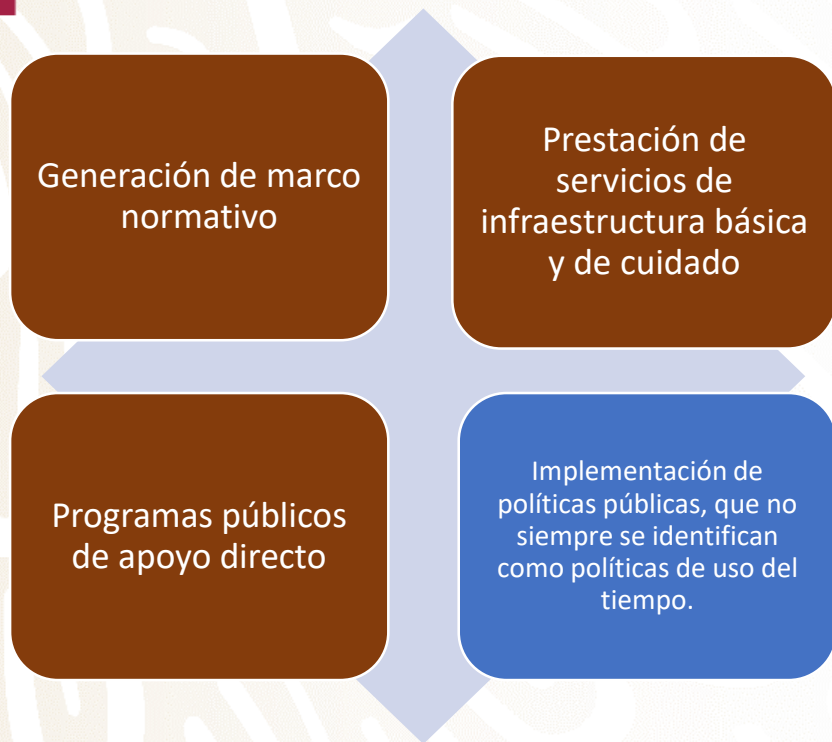 Generación de marco
normativo
Prestación de
servicios de
infraestructura básica
y de cuidado
Programas públicos
de apoyo directo
Implementación de
políticas públicas, que no
siempre se identifican
como políticas de uso del
tiempo.